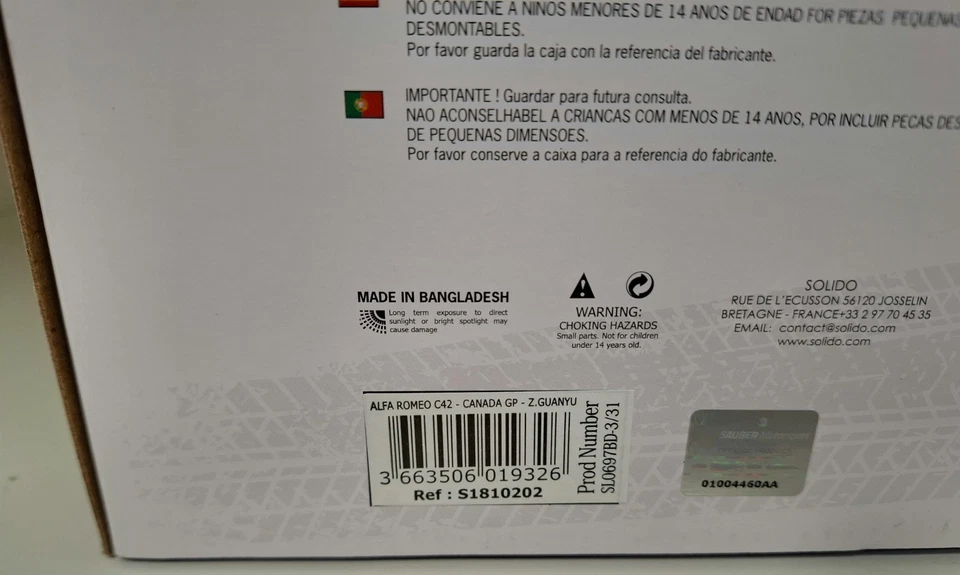 NO CONVIENE A NINOS MENORES DE 14 ANOS DE ENDAD FOR PIEZAS PEQUENAS
DESMONTABLES.
Por favor guarda la caja con la referencia del fabricante.
IMPORTANTE ! Guardar para futura consulta.
NAO ACONSELHABEL A CRIANCAS COM MENOS DE 14 ANOS, POR INCLUIR PECAS DES
DE PEQUENAS DIMENSOES.
Por favor conserve a caixa para a referencia do fabricante.
MADE IN BANGLADESH
Long term exposure to direct
sunlight or bright spotlight may
cause damage
WARNING:
CHOKING HAZARDS
Small parts. Not for children
under 14 years old.
SOLIDO
RUE DE L'ECUSSON 56120 JOSSELIN
BRETAGNE - FRANCE+33 2 97 70 45 35
EMAIL: contact@solido.com
www.solido.com
ALFA ROMEO C42 - CANADA GP - Z.GUANYU
3 663506 019326
Ref : S1810202
Prod Number
SL0697BD-3/31
SAUBER Motorsport
01004460AA